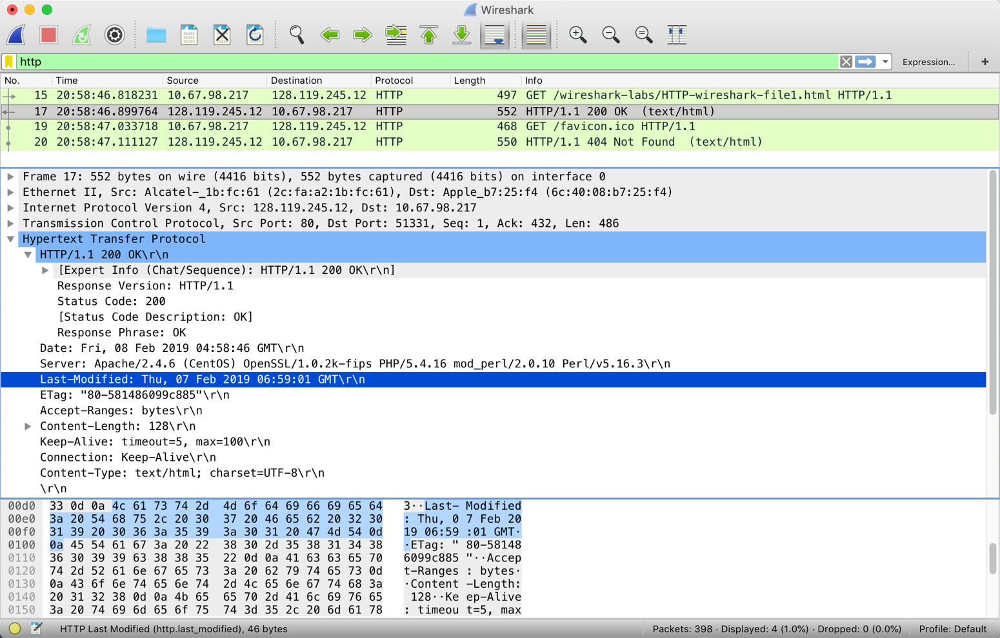 Wireshark
http
Expression...
+
No. Time Source Destination Protocol Length Info
15 20:58:46.818231 10.67.98.217 128.119.245.12 HTTP 497 GET /wireshark-labs/HTTP-wireshark-file1.html HTTP/1.1
17 20:58:46.899764 128.119.245.12 10.67.98.217 HTTP 552 HTTP/1.1 200 OK (text/html)
19 20:58:47.033718 10.67.98.217 128.119.245.12 HTTP 468 GET /favicon.ico HTTP/1.1
20 20:58:47.111127 128.119.245.12 10.67.98.217 HTTP 550 HTTP/1.1 404 Not Found (text/html)
Frame 17: 552 bytes on wire (4416 bits), 552 bytes captured (4416 bits) on interface 0
Ethernet II, Src: Alcatel-_1b:fc:61 (2c:fa:a2:1b:fc:61), Dst: Apple_b7:25:f4 (6c:40:08:b7:25:f4)
Internet Protocol Version 4, Src: 128.119.245.12, Dst: 10.67.98.217
Transmission Control Protocol, Src Port: 80, Dst Port: 51331, Seq: 1, Ack: 432, Len: 486
Hypertext Transfer Protocol
HTTP/1.1 200 OK\r\n
[Expert Info (Chat/Sequence): HTTP/1.1 200 OK\r\n]
Response Version: HTTP/1.1
Status Code: 200
[Status Code Description: OK]
Response Phrase: OK
Date: Fri, 08 Feb 2019 04:58:46 GMT\r\n
Server: Apache/2.4.6 (CentOS) OpenSSL/1.0.2k-fips PHP/5.4.16 mod_perl/2.0.10 Perl/v5.16.3\r\n
Last-Modified: Thu, 07 Feb 2019 06:59:01 GMT\r\n
ETag: "80-581486099c885"\r\n
Accept-Ranges: bytes\r\n
Content-Length: 128\r\n
Keep-Alive: timeout=5, max=100\r\n
Connection: Keep-Alive\r\n
Content-Type: text/html; charset=UTF-8\r\n
\r\n
00d0 33 0d 0a 4c 61 73 74 2d 4d 6f 64 69 66 69 65 64 3··Last- Modified
00e0 3a 20 54 68 75 2c 20 30 37 20 46 65 62 20 32 30 : Thu, 0 7 Feb 20
00f0 31 39 20 30 36 3a 35 39 3a 30 31 20 47 4d 54 0d 19 06:59 :01 GMT·
0100 0a 45 54 61 67 3a 20 22 38 30 2d 35 38 31 34 38 ·ETag: " 80-58148
0110 36 30 39 39 63 38 38 35 22 0d 0a 41 63 63 65 70 6099c885 "··Accep
0120 74 2d 52 61 6e 67 65 73 3a 20 62 79 74 65 73 0d t-Ranges : bytes·
0130 0a 43 6f 6e 74 65 6e 74 2d 4c 65 6e 67 74 68 3a ·Content -Length:
0140 20 31 32 38 0d 0a 4b 65 65 70 2d 41 6c 69 76 65 128··Ke ep-Alive
0150 3a 20 74 69 6d 65 6f 75 74 3d 35 2c 20 6d 61 78 : timeou t=5, max
HTTP Last Modified (http.last_modified), 46 bytes
Packets: 398 · Displayed: 4 (1.0%) · Dropped: 0 (0.0%)
Profile: Default